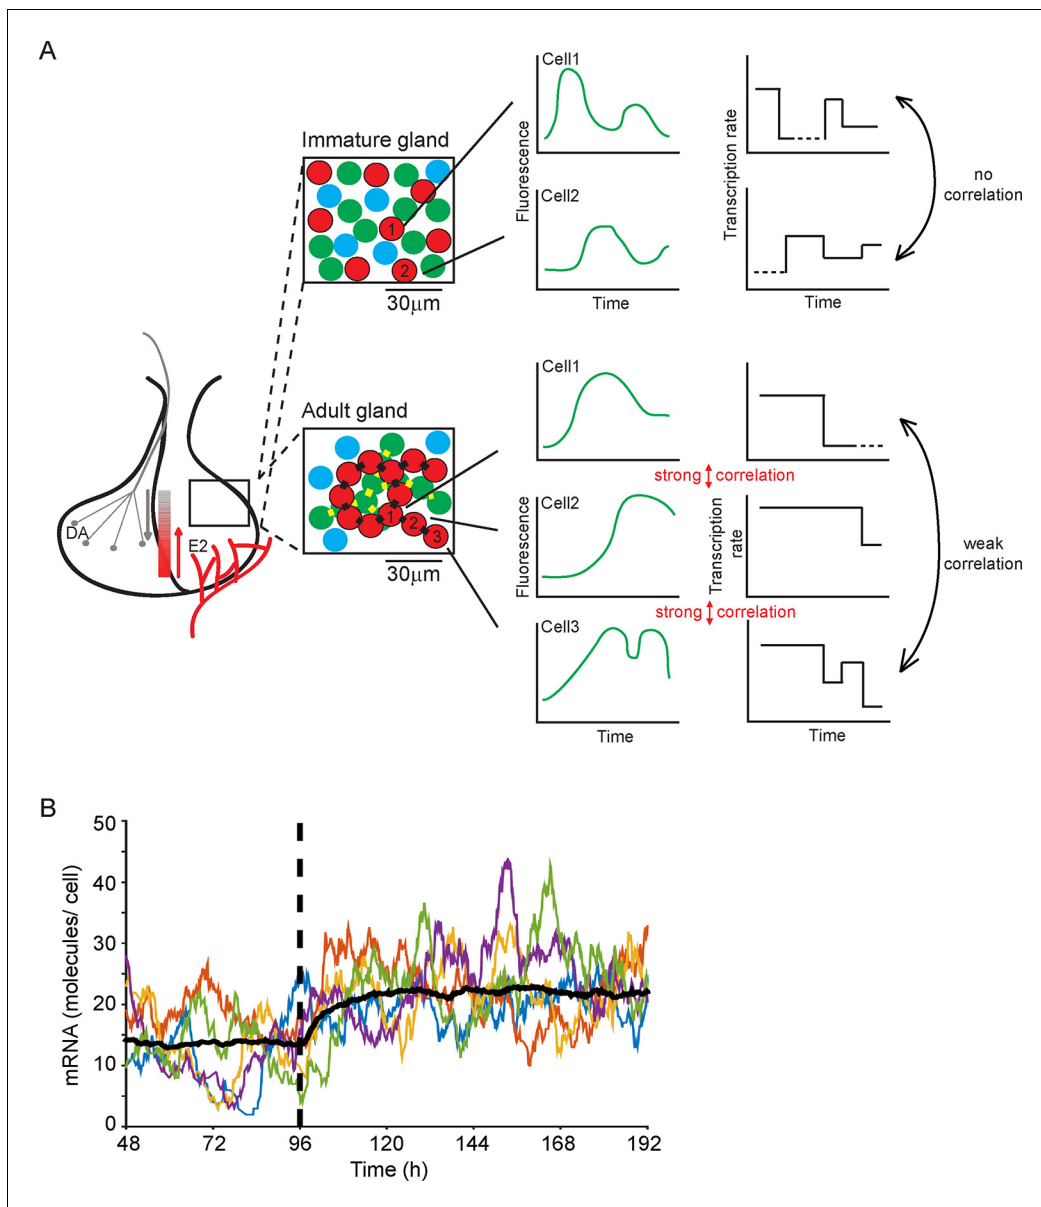 A
Immature gland
1
2
30µm
Cell1
Cell2
Fluorescence
Time
Transcription rate
Time
no
correlation
DA
E2
Adult gland
1
2
3
30µm
Cell1
strong correlation
Cell2
Fluorescence
strong correlation
Cell3
Time
Transcription
rate
Time
weak
correlation
B
mRNA (molecules/ cell)
50
40
30
20
10
0
48 72 96 120 144 168 192
Time (h)